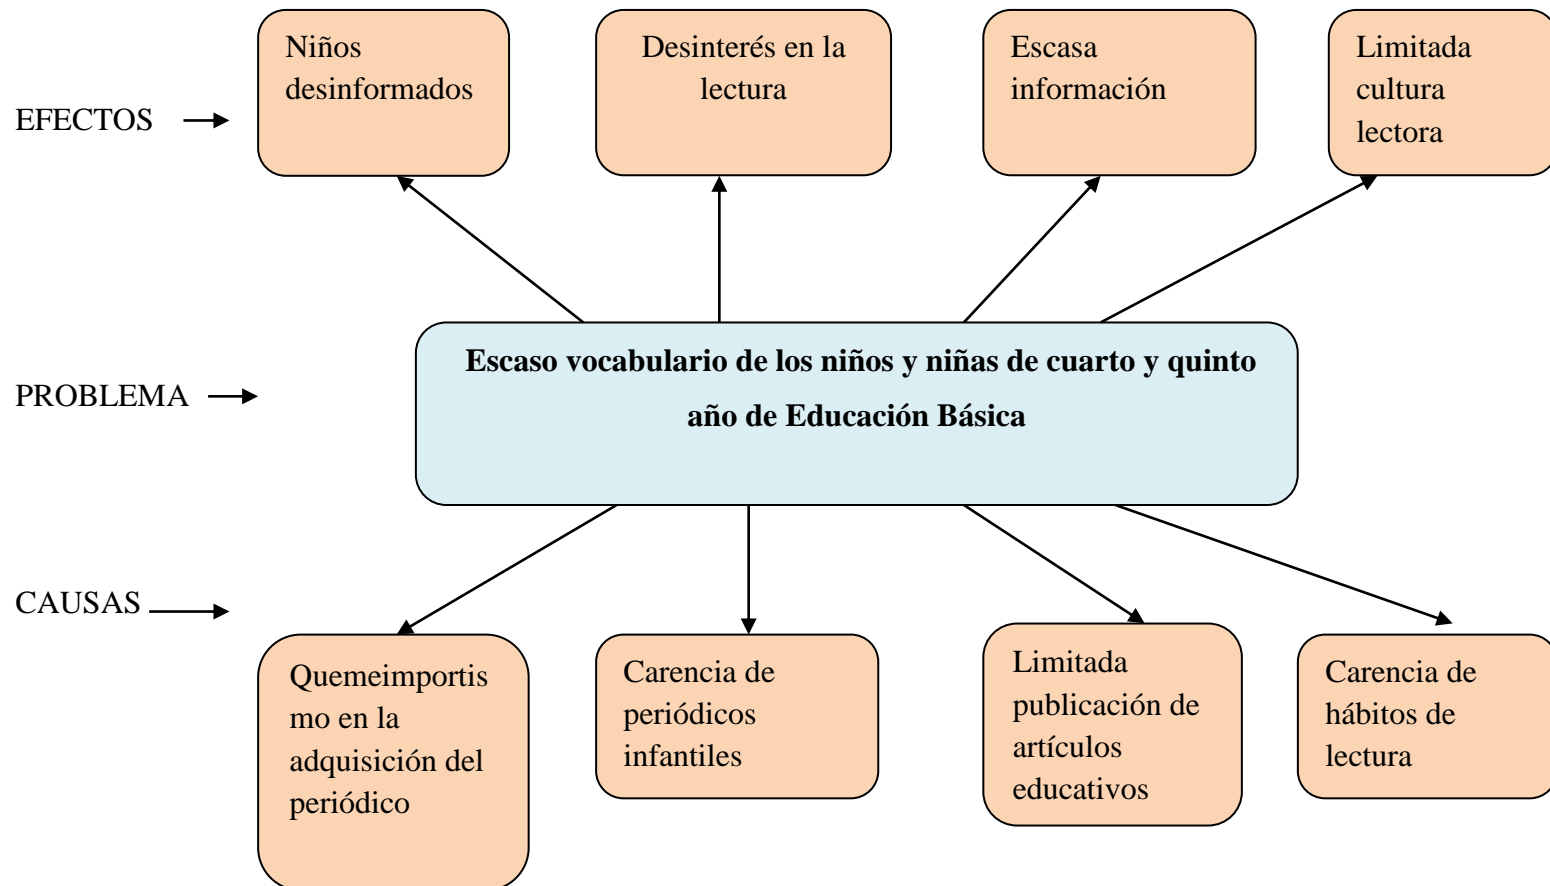 Niños
desinformados
Desinterés en la
lectura
Escasa
información
Limitada
cultura
lectora
EFECTOS
PROBLEMA
Escaso vocabulario de los niños y niñas de cuarto y quinto
año de Educación Básica
CAUSAS
Quemeimportis
mo en la
adquisición del
periódico
Carencia de
periódicos
infantiles
Limitada
publicación de
artículos
educativos
Carencia de
hábitos de
lectura